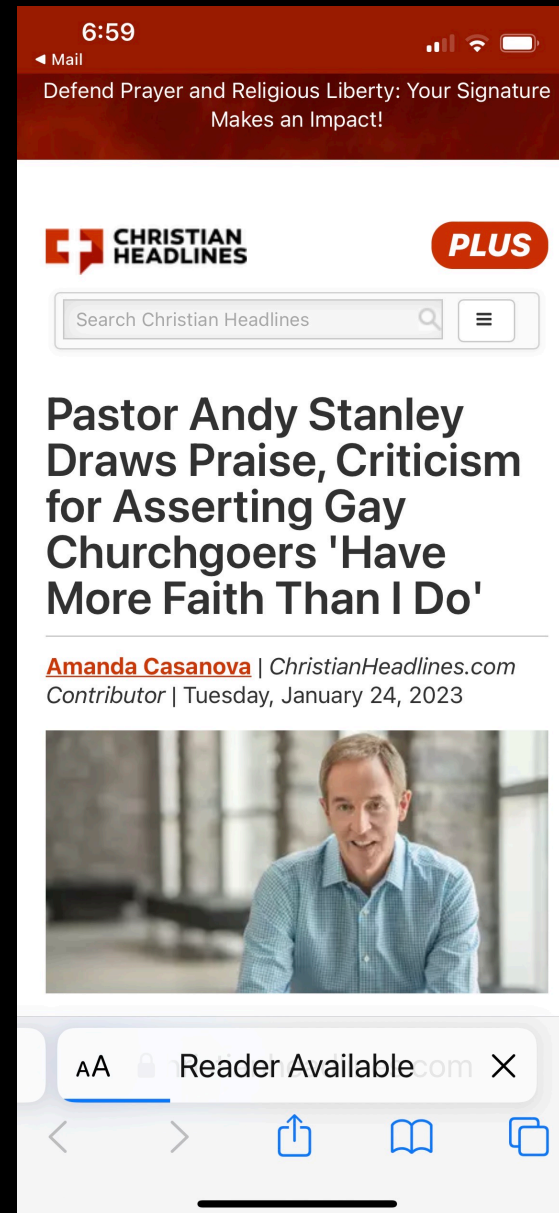 6:59
◀ Mail
Defend Prayer and Religious Liberty: Your Signature
Makes an Impact!
CHRISTIAN
HEADLINES
PLUS
Search Christian Headlines
Pastor Andy Stanley
Draws Praise, Criticism
for Asserting Gay
Churchgoers 'Have
More Faith Than I Do'
Amanda Casanova | ChristianHeadlines.com
Contributor | Tuesday, January 24, 2023
AA Reader Available